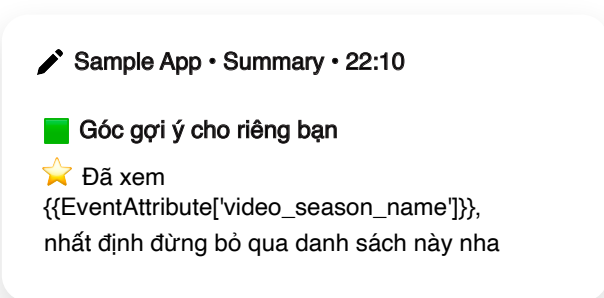 Sample App • Summary • 22:10
Góc gợi ý cho riêng bạn
Đã xem
{{EventAttribute['video_season_name']}},
nhất định đừng bỏ qua danh sách này nha